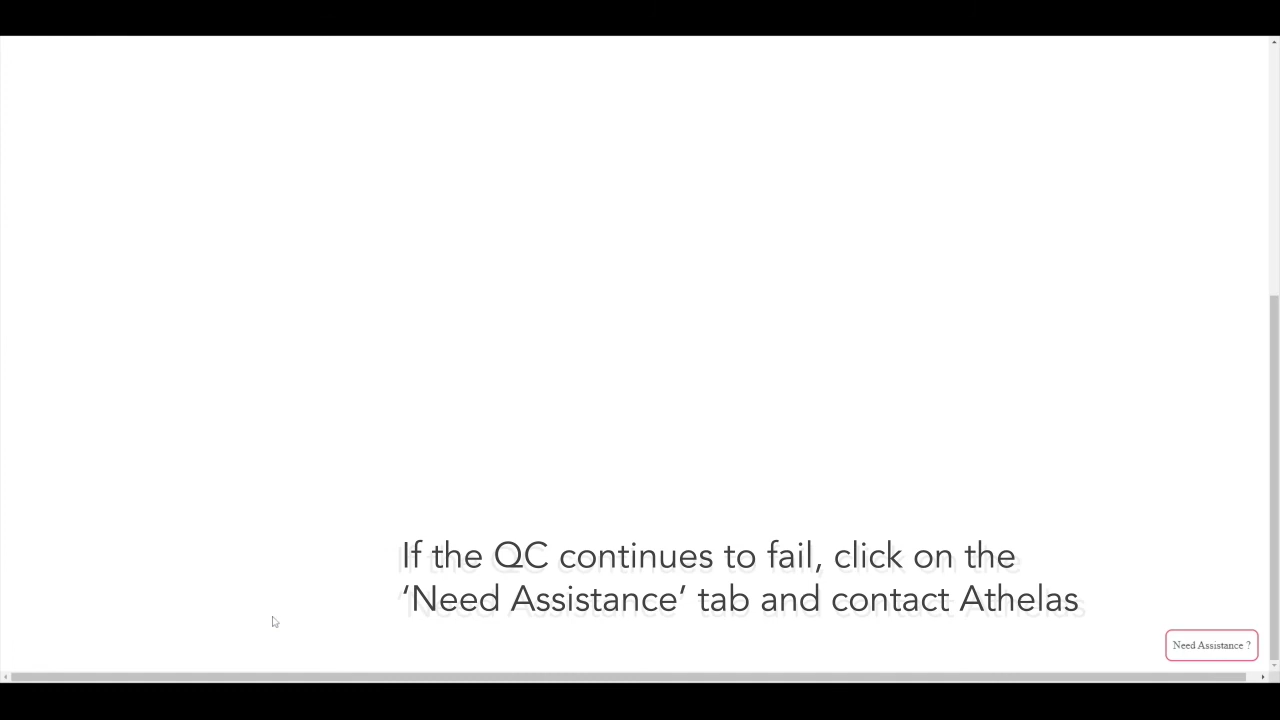 If the QC continues to fail, click on the
‘Need Assistance’ tab and contact Athelas
Need Assistance ?